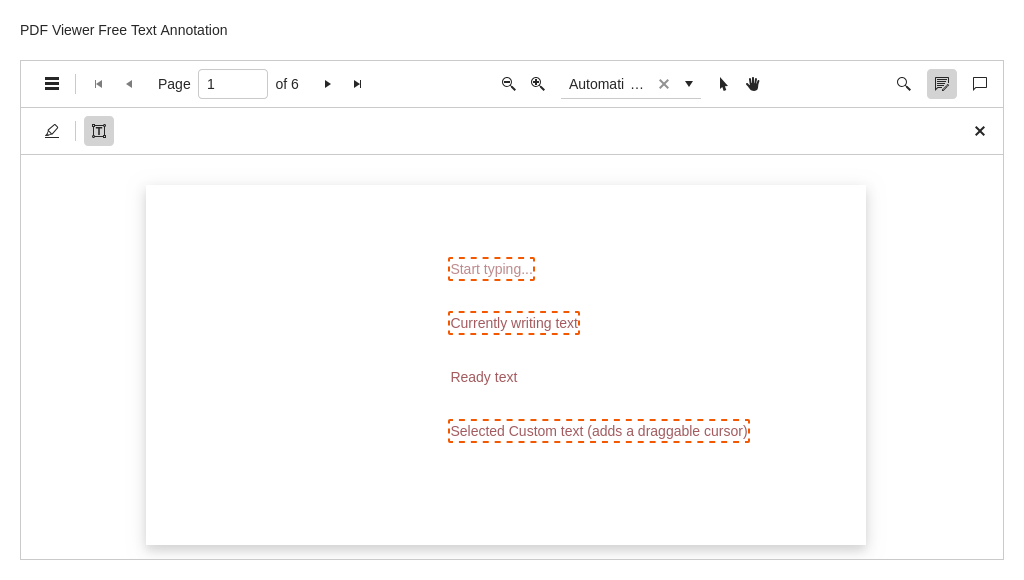 PDF Viewer Free Text Annotation
Page 1 of 6 Automati ...
T
Start typing...
Currently writing text
Ready text
Selected Custom text (adds a draggable cursor)